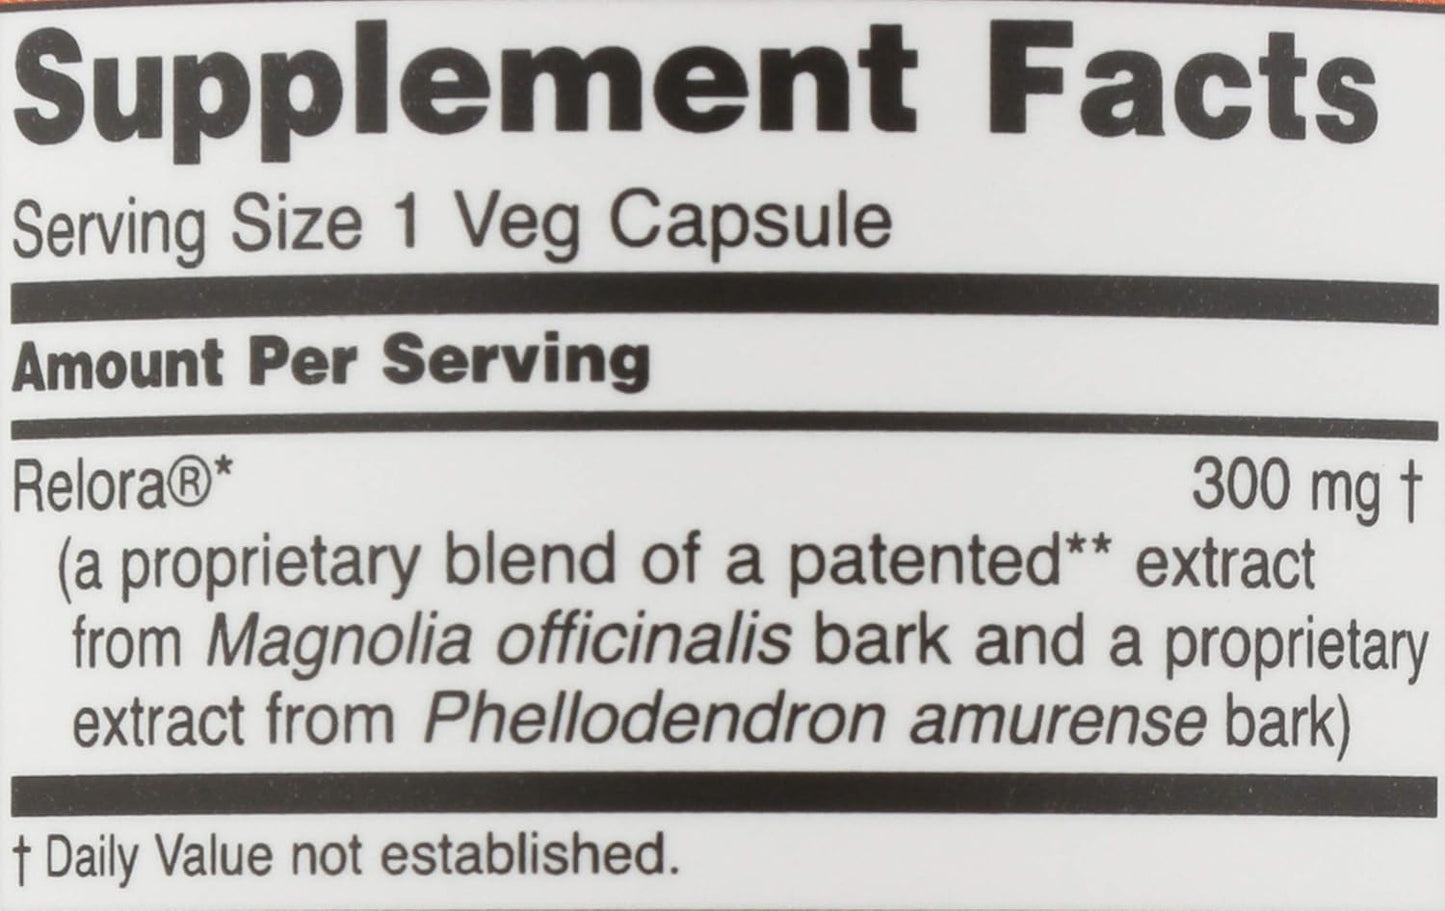 Supplement Facts
Serving Size 1 Veg Capsule
Amount Per Serving
Relora®* 300 mg †
(a proprietary blend of a patented** extract
from Magnolia officinalis bark and a proprietary
extract from Phellodendron amurense bark)
† Daily Value not established.